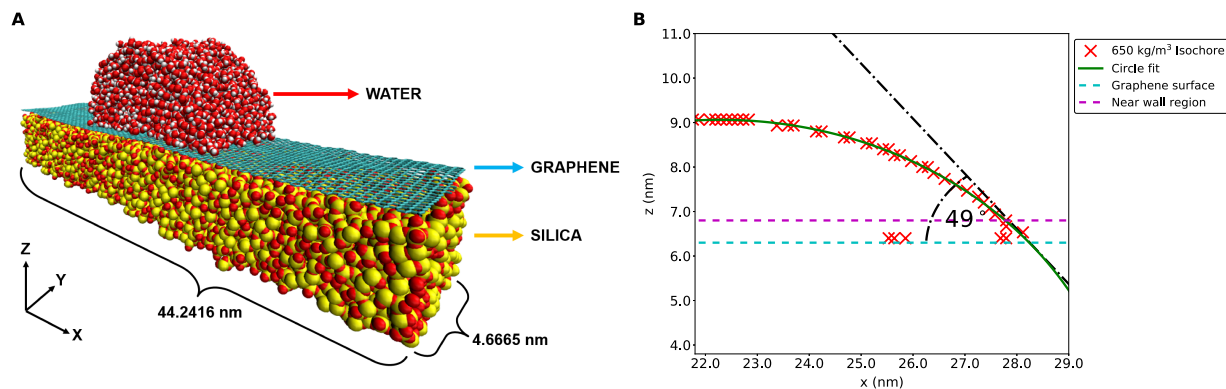 A
WATER
GRAPHENE
SILICA
Z
Y
X
44.2416 nm
4.6665 nm
B
11.0
10.0
9.0
8.0
7.0
6.0
5.0
4.0
z (nm)
49°
22.0 23.0 24.0 25.0 26.0 27.0 28.0 29.0
x (nm)
650 kg/m³ Isochore
Circle fit
Graphene surface
Near wall region